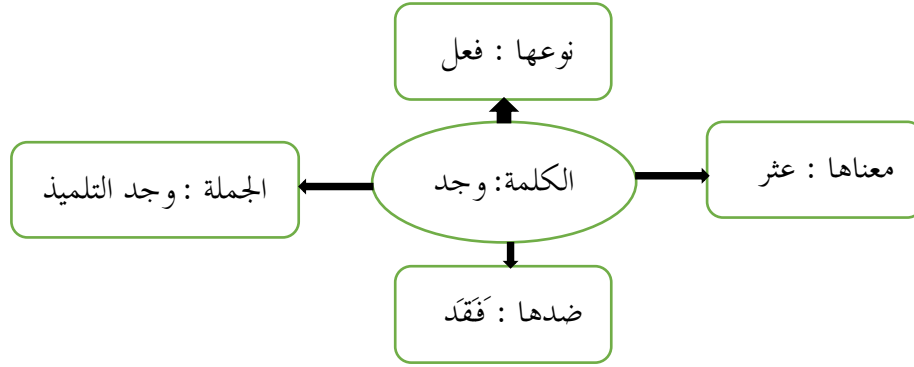 نوعها : فعل
معناها : عثر
الكلمة: وجد
الجملة : وجد التلميذ
ضدها : فَقَدَ